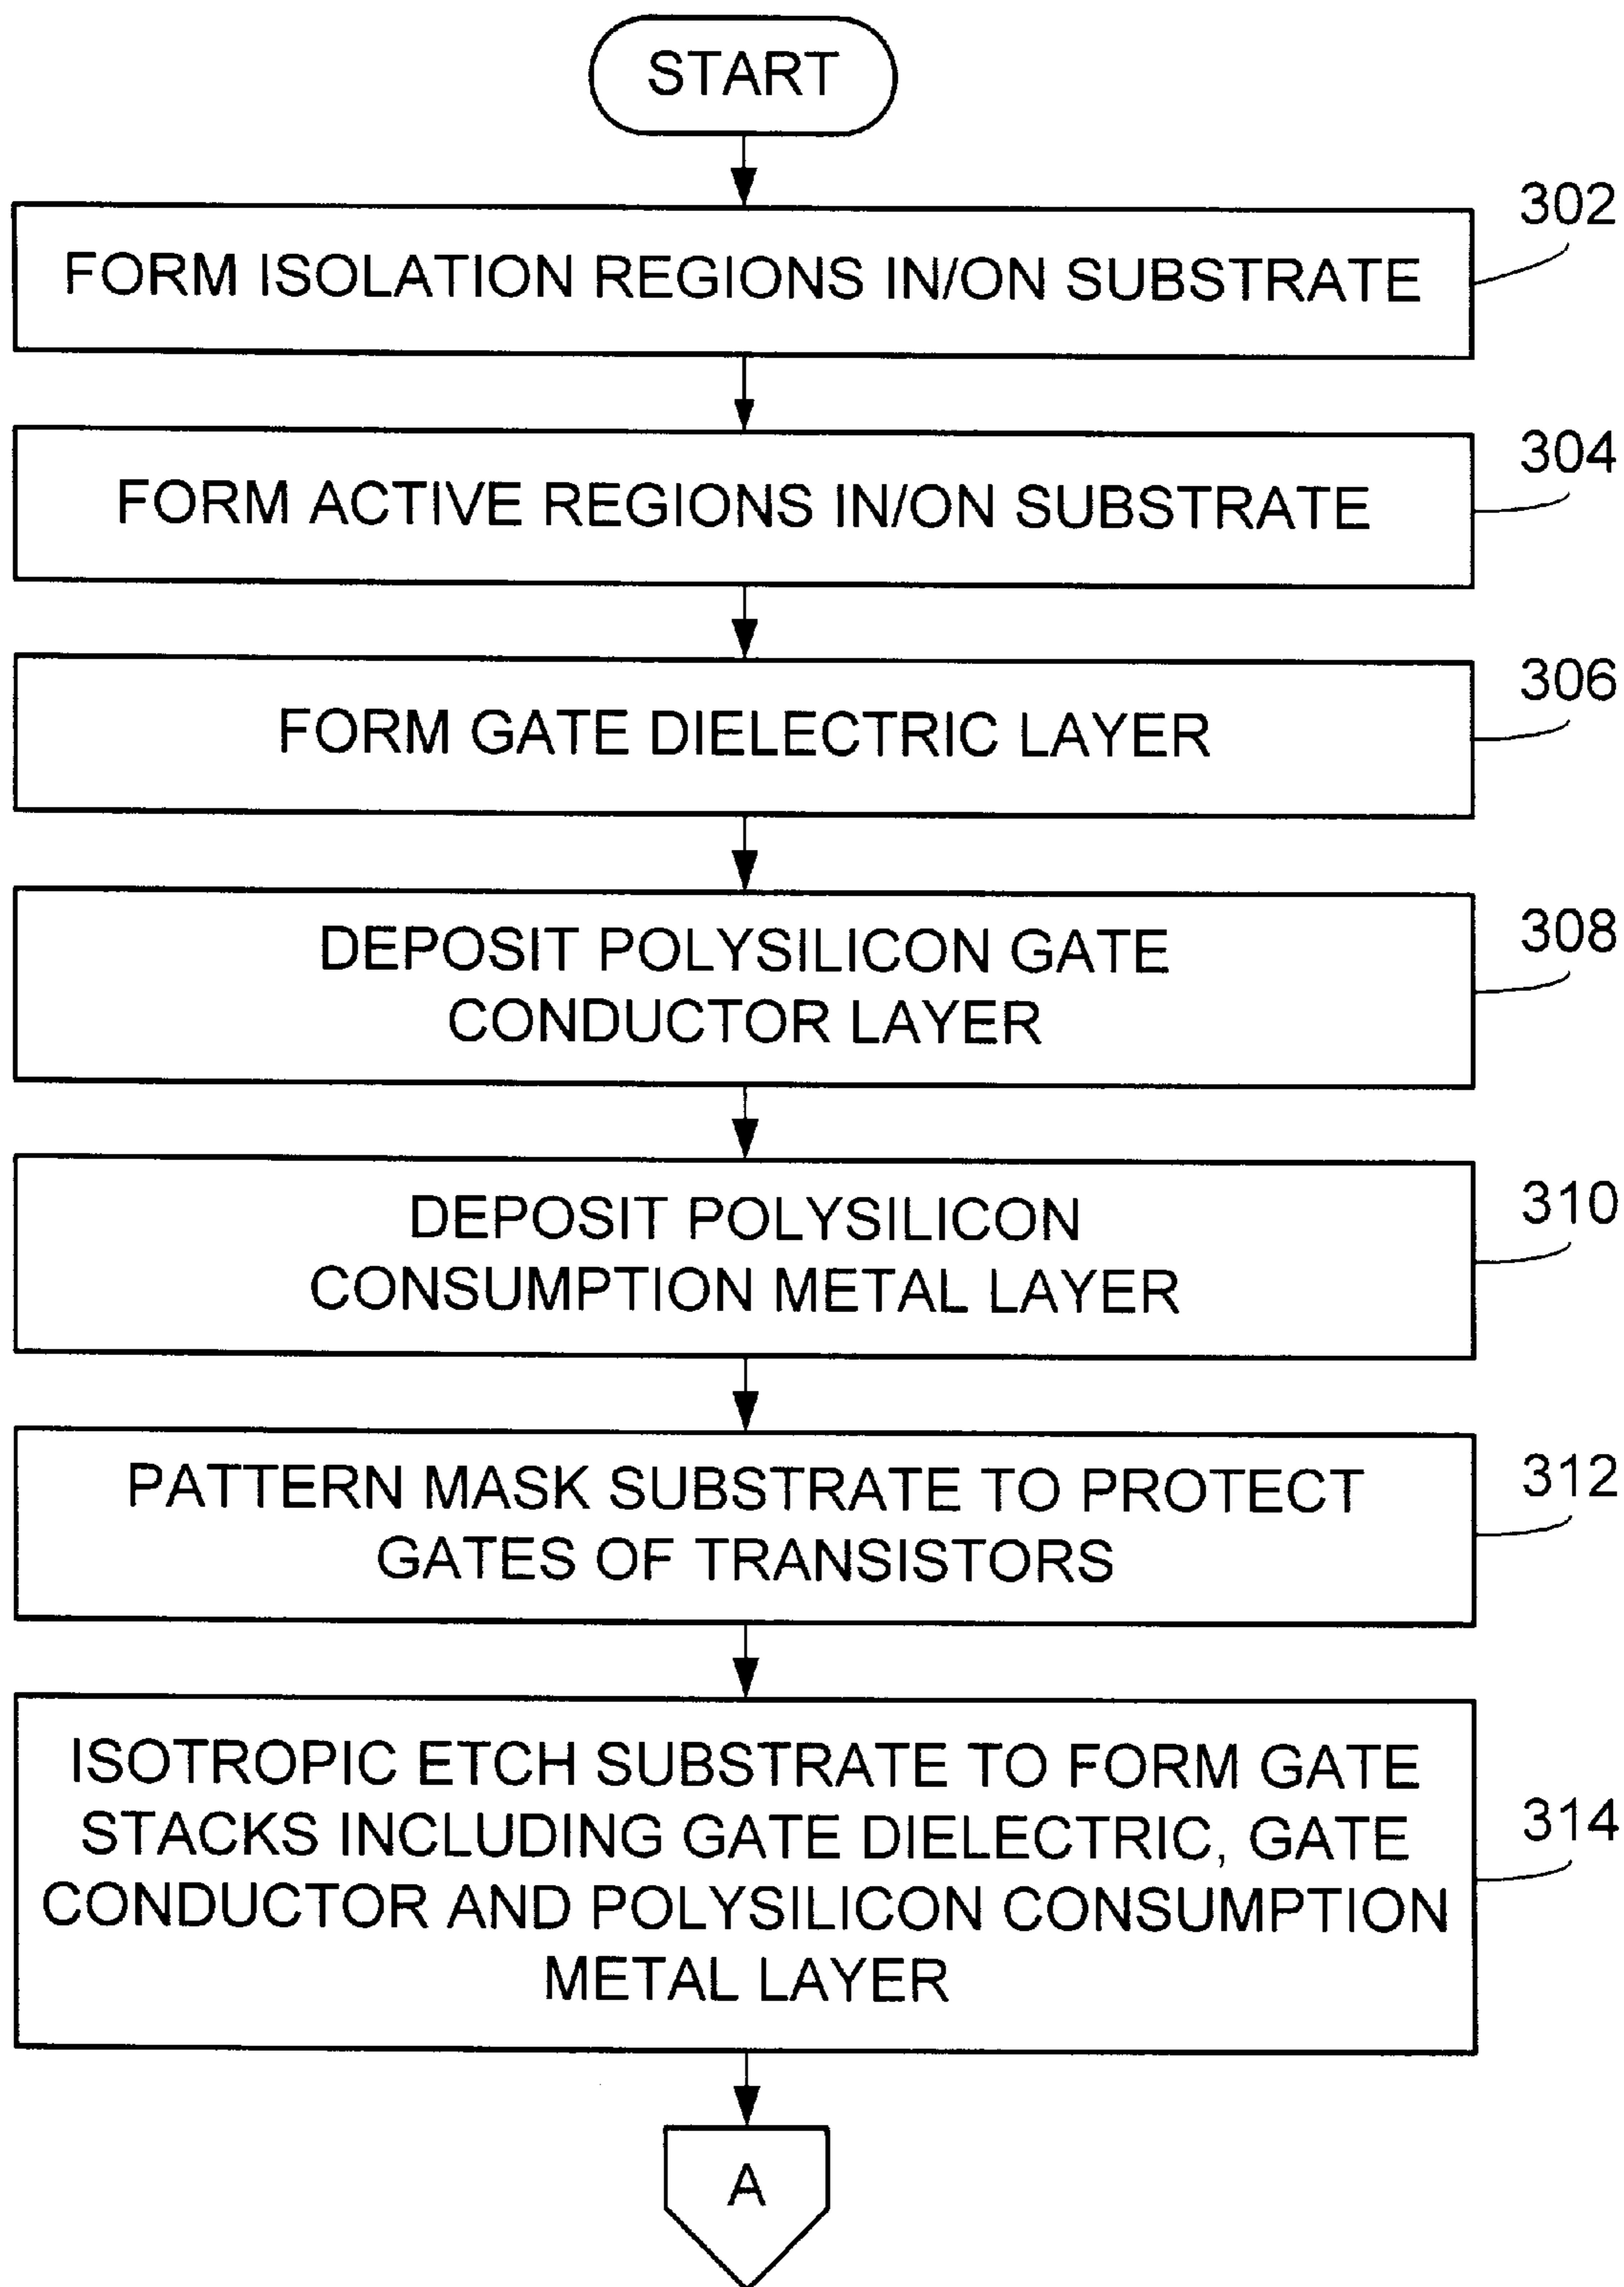 START
302
FORM ISOLATION REGIONS IN/ON SUBSTRATE
304
FORM ACTIVE REGIONS IN/ON SUBSTRATE
306
FORM GATE DIELECTRIC LAYER
308
DEPOSIT POLYSILICON GATE
CONDUCTOR LAYER
310
DEPOSIT POLYSILICON
CONSUMPTION METAL LAYER
312
PATTERN MASK SUBSTRATE TO PROTECT
GATES OF TRANSISTORS
314
ISOTROPIC ETCH SUBSTRATE TO FORM GATE
STACKS INCLUDING GATE DIELECTRIC, GATE
CONDUCTOR AND POLYSILICON CONSUMPTION
METAL LAYER
A